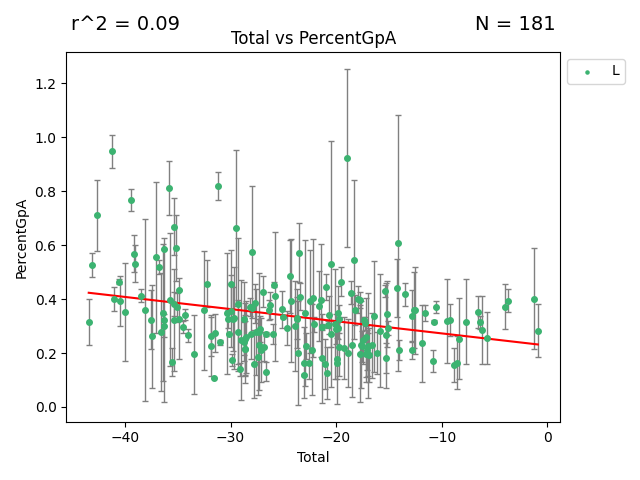 r^2 = 0.09
N = 181
Total vs PercentGpA
L
PercentGpA
1.2
1.0
0.8
0.6
0.4
0.2
0.0
−40
−30
−20
−10
0
Total